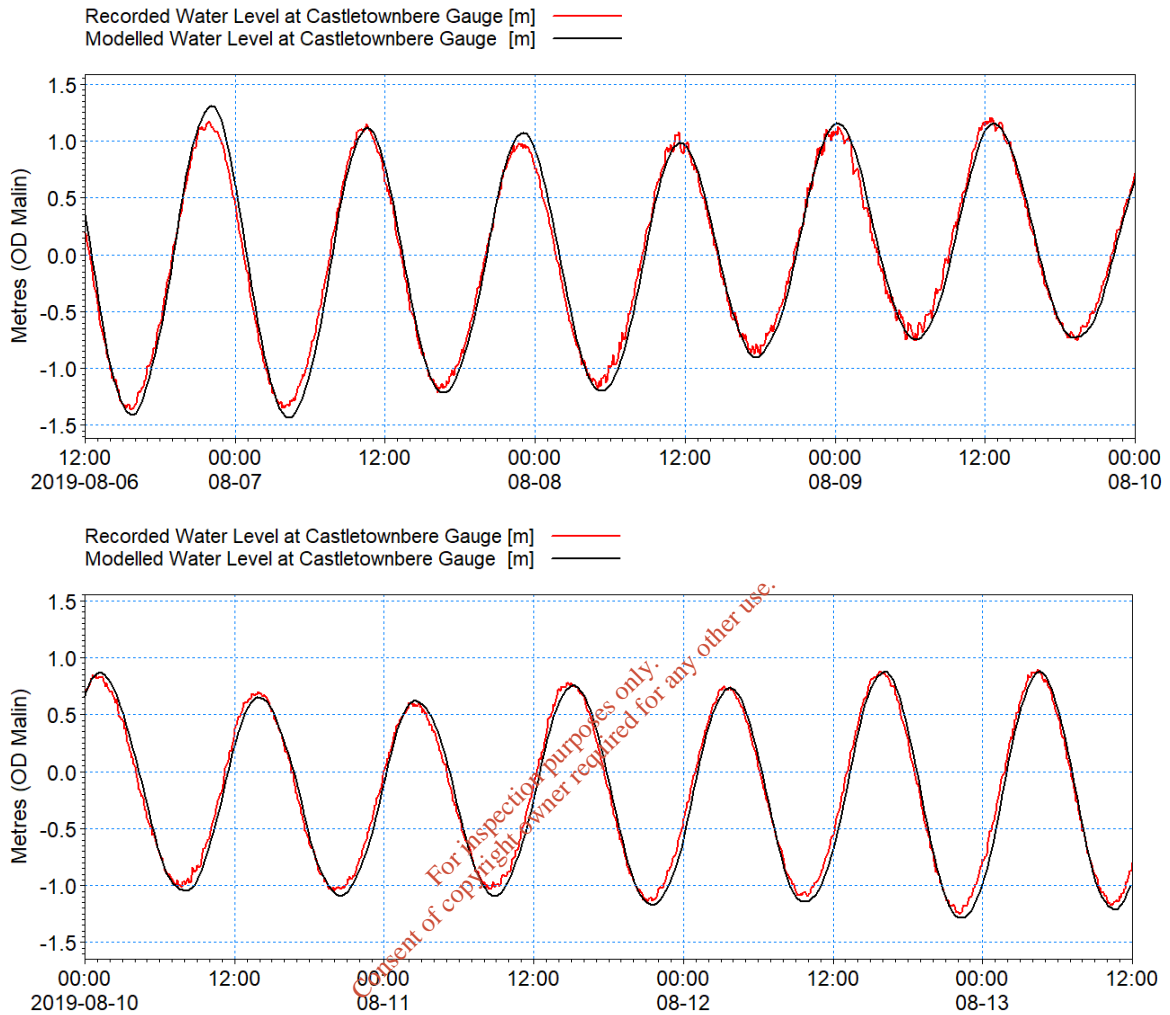 Recorded Water Level at Castletownbere Gauge [m]
Modelled Water Level at Castletownbere Gauge [m]
Metres (OD Malin)
1.5
1.0
0.5
0.0
-0.5
-1.0
-1.5
12:00 00:00 12:00 00:00 12:00 00:00 12:00 00:00
2019-08-06 08-07 08-08 08-09 08-10
Recorded Water Level at Castletownbere Gauge [m]
Modelled Water Level at Castletownbere Gauge [m]
Metres (OD Malin)
1.5
1.0
0.5
0.0
-0.5
-1.0
-1.5
For inspection purposes only.
Consent of copyright owner required for any other use.
00:00 12:00 00:00 12:00 00:00 12:00 00:00 12:00
2019-08-10 08-11 08-12 08-13